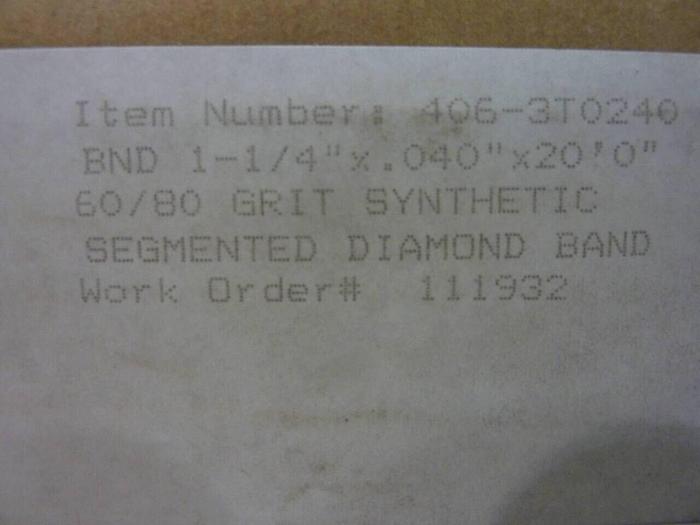 Item Number: 406-3T0240
BND 1-1/4"x.040"x20'0"
60/80 GRIT SYNTHETIC
SEGMENTED DIAMOND BAND
Work Order# 111932